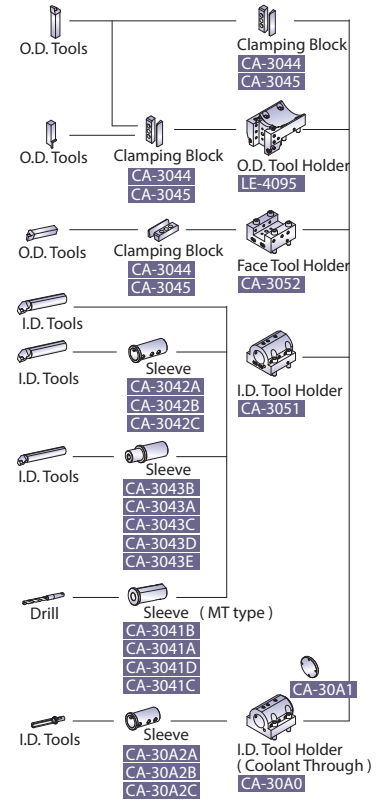 O.D. Tools
Clamping Block
CA-3044
CA-3045
O.D. Tools
Clamping Block
CA-3044
CA-3045
O.D. Tool Holder
LE-4095
O.D. Tools
Clamping Block
CA-3044
CA-3045
Face Tool Holder
CA-3052
I.D. Tools
I.D. Tools
Sleeve
CA-3042A
CA-3042B
CA-3042C
I.D. Tool Holder
CA-3051
I.D. Tools
Sleeve
CA-3043B
CA-3043A
CA-3043C
CA-3043D
CA-3043E
Drill
Sleeve ( MT type )
CA-3041B
CA-3041A
CA-3041D
CA-3041C
CA-30A1
I.D. Tools
Sleeve
CA-30A2A
CA-30A2B
CA-30A2C
I.D. Tool Holder
( Coolant Through )
CA-30A0